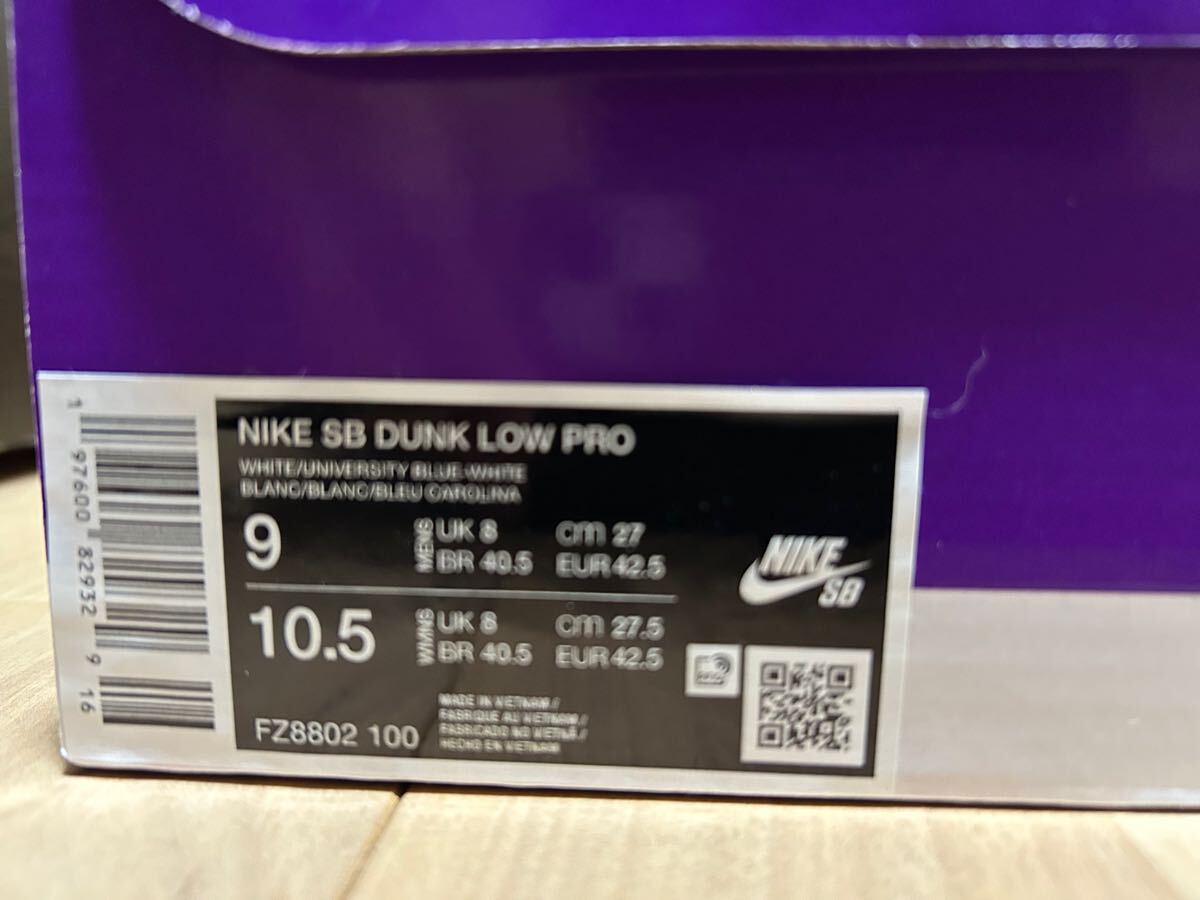 1 97600 82932 9 16
NIKE SB DUNK LOW PRO
WHITE/UNIVERSITY BLUE-WHITE
BLANC/BLANC/BLEU CAROLINA
9 MENS UK 8 cm 27
BR 40.5 EUR 42.5
10.5 WMNS UK 8 cm 27.5
BR 40.5 EUR 42.5
FZ8802 100
MADE IN VIETNAM /
FABRIQUE AU VIETNAM /
FABRICADO NO VIETNÃ /
HECHO EN VIETNAM
NIKE
SB